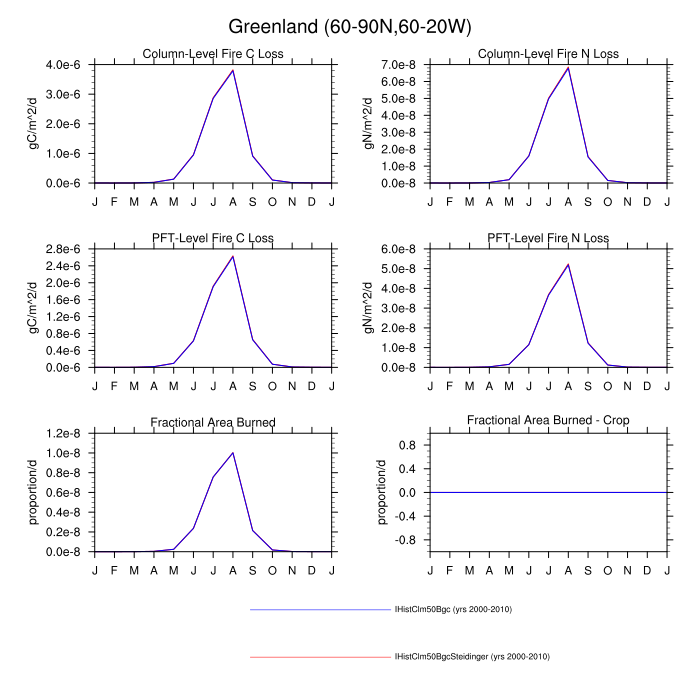 Greenland (60-90N,60-20W)
Column-Level Fire C Loss
gC/m^2/d
4.0e-6
3.0e-6
2.0e-6
1.0e-6
0.0e-6
J F M A M J J A S O N D J
Column-Level Fire N Loss
gN/m^2/d
7.0e-8
6.0e-8
5.0e-8
4.0e-8
3.0e-8
2.0e-8
1.0e-8
0.0e-8
J F M A M J J A S O N D J
PFT-Level Fire C Loss
gC/m^2/d
2.8e-6
2.4e-6
2.0e-6
1.6e-6
1.2e-6
0.8e-6
0.4e-6
0.0e-6
J F M A M J J A S O N D J
PFT-Level Fire N Loss
gN/m^2/d
6.0e-8
5.0e-8
4.0e-8
3.0e-8
2.0e-8
1.0e-8
0.0e-8
J F M A M J J A S O N D J
Fractional Area Burned
proportion/d
1.2e-8
1.0e-8
0.8e-8
0.6e-8
0.4e-8
0.2e-8
0.0e-8
J F M A M J J A S O N D J
Fractional Area Burned - Crop
proportion/d
0.8
0.4
0.0
-0.4
-0.8
J F M A M J J A S O N D J
IHistClm50Bgc (yrs 2000-2010)
IHistClm50BgcSteidinger (yrs 2000-2010)